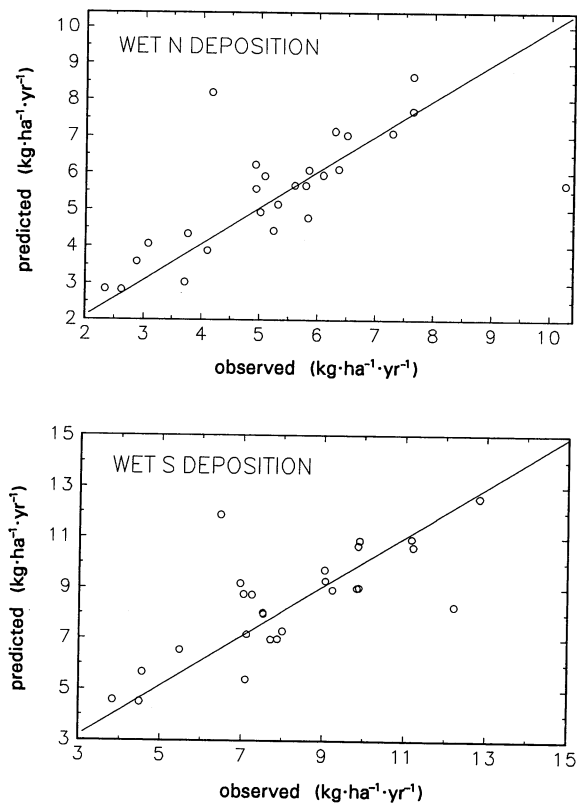 WET N DEPOSITION
10
9
8
7
6
5
4
3
2
predicted (kg·ha⁻¹·yr⁻¹)
2 3 4 5 6 7 8 9 10
observed (kg·ha⁻¹·yr⁻¹)
WET S DEPOSITION
15
13
11
9
7
5
3
predicted (kg·ha⁻¹·yr⁻¹)
3 5 7 9 11 13 15
observed (kg·ha⁻¹·yr⁻¹)